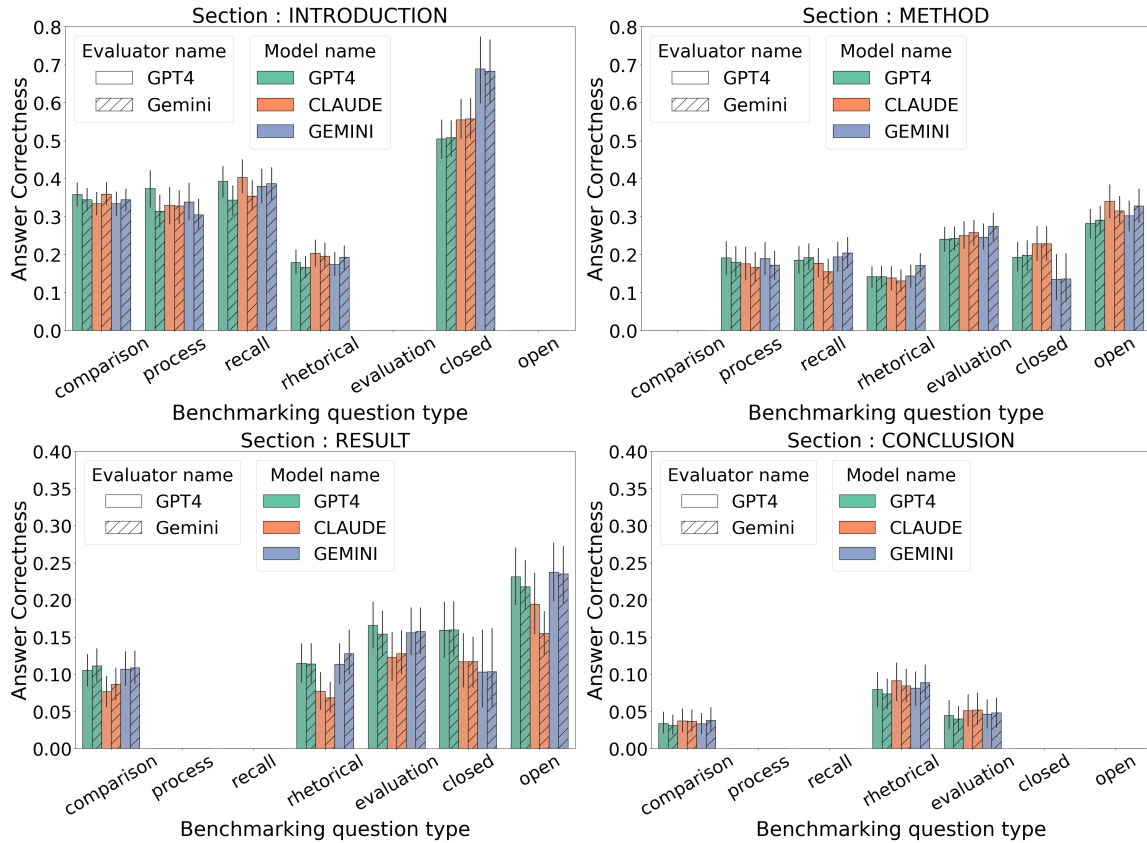 Section : INTRODUCTION
Answer Correctness
0.8
0.7
0.6
0.5
0.4
0.3
0.2
0.1
0.0
Evaluator name
GPT4
Gemini
Model name
GPT4
CLAUDE
GEMINI
comparison
process
recall
rhetorical
evaluation
closed
open
Benchmarking question type
Section : METHOD
Answer Correctness
0.8
0.7
0.6
0.5
0.4
0.3
0.2
0.1
0.0
Evaluator name
GPT4
Gemini
Model name
GPT4
CLAUDE
GEMINI
comparison
process
recall
rhetorical
evaluation
closed
open
Benchmarking question type
Section : RESULT
Answer Correctness
0.40
0.35
0.30
0.25
0.20
0.15
0.10
0.05
0.00
Evaluator name
GPT4
Gemini
Model name
GPT4
CLAUDE
GEMINI
comparison
process
recall
rhetorical
evaluation
closed
open
Benchmarking question type
Section : CONCLUSION
Answer Correctness
0.40
0.35
0.30
0.25
0.20
0.15
0.10
0.05
0.00
Evaluator name
GPT4
Gemini
Model name
GPT4
CLAUDE
GEMINI
comparison
process
recall
rhetorical
evaluation
closed
open
Benchmarking question type